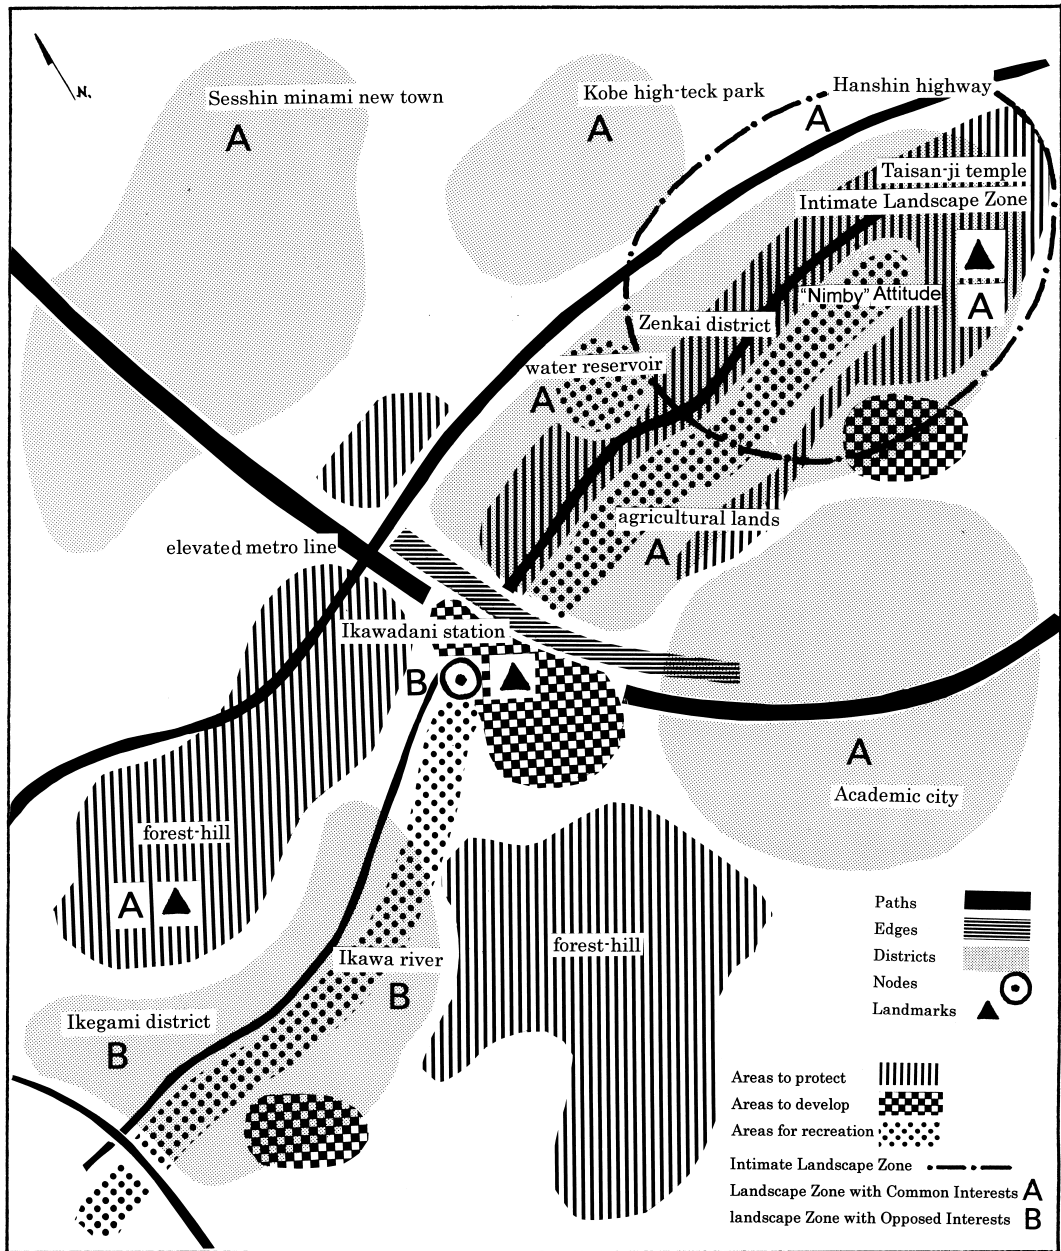 N.
Sesshin minami new town
A
Kobe high-teck park
A
Hanshin highway
A
Taisan-ji temple
Intimate Landscape Zone
"Nimby" Attitude
A
Zenkai district
water reservoir
A
agricultural lands
A
elevated metro line
Ikawadani station
B
A
Academic city
forest-hill
A
forest-hill
Ikawa river
B
Ikegami district
B
Paths
Edges
Districts
Nodes
Landmarks
Areas to protect
Areas to develop
Areas for recreation
Intimate Landscape Zone
Landscape Zone with Common Interests A
landscape Zone with Opposed Interests B